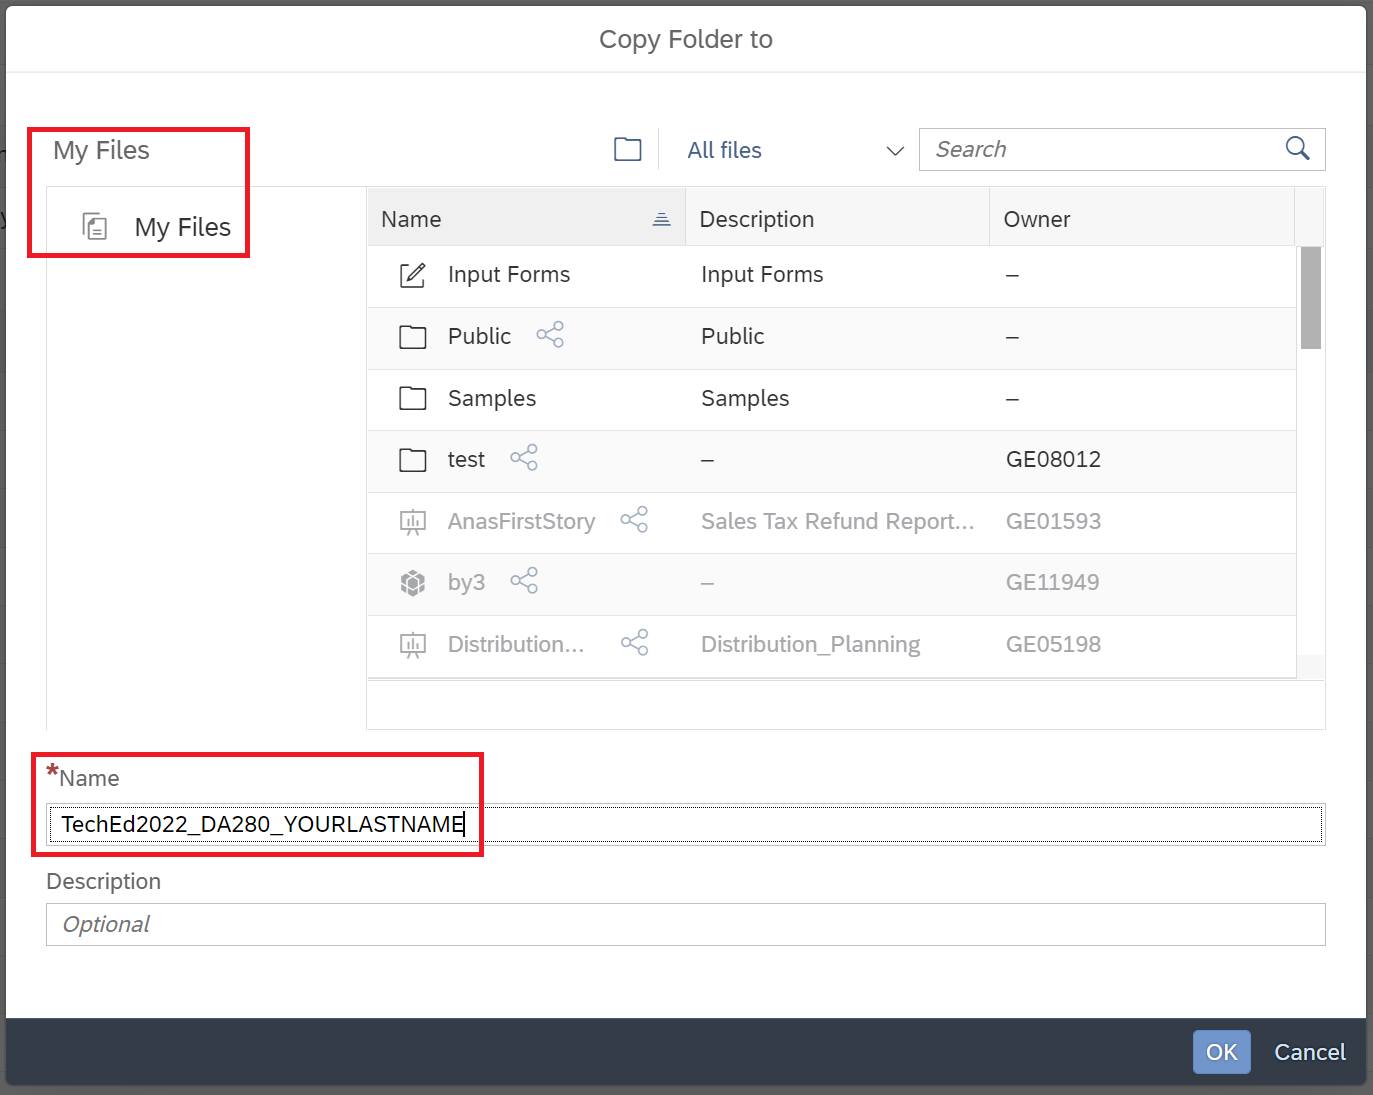 Copy Folder to
My Files
All files
Search
My Files
Name Description Owner
Input Forms Input Forms –
Public Public –
Samples Samples –
test – GE08012
AnasFirstStory Sales Tax Refund Report... GE01593
by3 – GE11949
Distribution... Distribution_Planning GE05198
*Name
TechEd2022_DA280_YOURLASTNAME
Description
Optional
OK Cancel